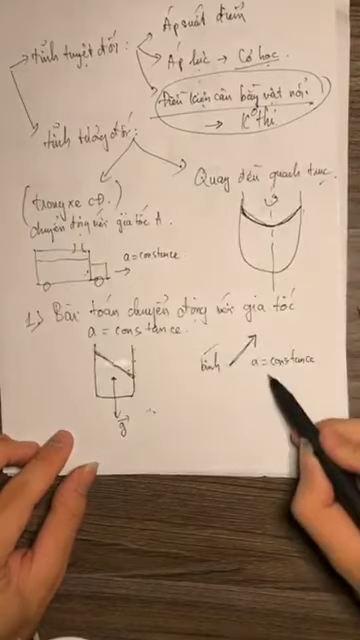 Áp suất điểm
tĩnh tuyệt đối:
Áp lực → Cơ học.
Điều kiện cân bằng vật nổi
→ K° thi
tĩnh tương đối:
Quay đều quanh trục.
(trong xe CĐ.)
chuyển động với gia tốc A.
a = constance
1) Bài toán chuyển động với gia tốc
a = constance.
bình
a = constance
g